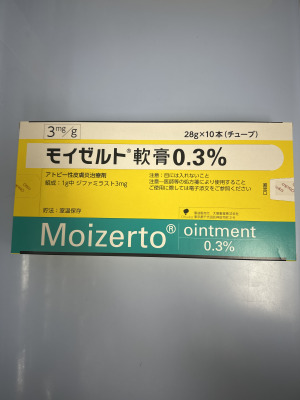 3mg/g
28g×10本(チューブ)
モイゼルト®軟膏0.3%
アトピー性皮膚炎治療剤
組成:1g中 ジファミラスト3mg
注意:口には入れないこと
注意-医師等の処方箋により使用すること
ご使用に際しては電子添文をご参照ください
貯法:室温保存
Moizerto® ointment
0.3%